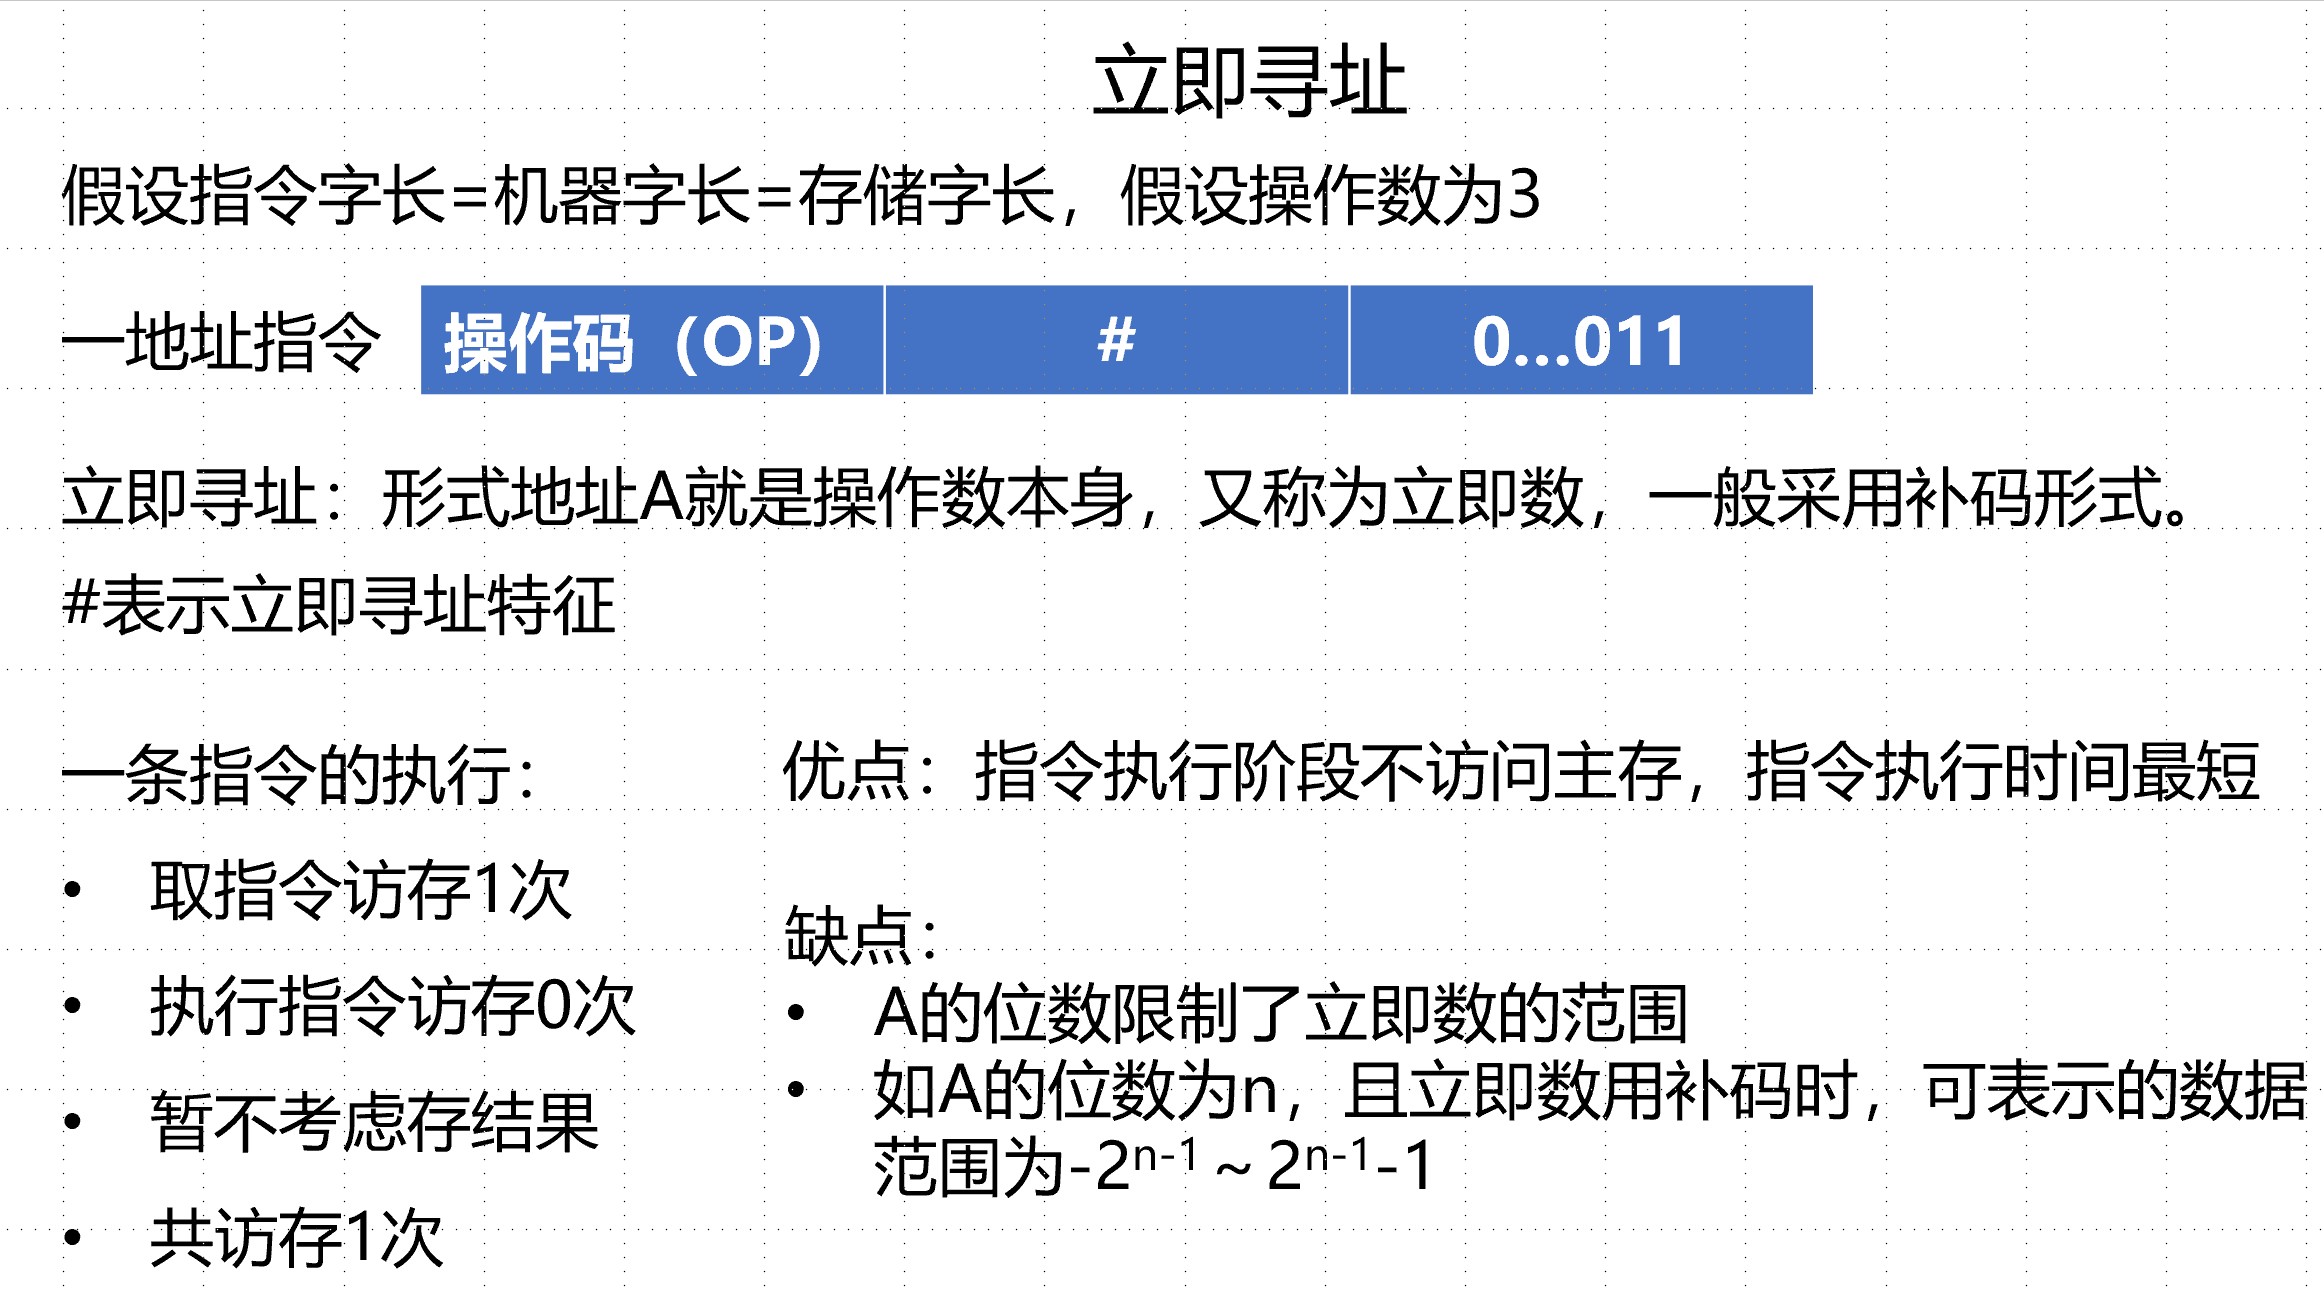 立即寻址
假设指令字长=机器字长=存储字长，假设操作数为3
一地址指令 操作码（OP） # 0...011
立即寻址：形式地址A就是操作数本身，又称为立即数，一般采用补码形式。
#表示立即寻址特征
一条指令的执行：
• 取指令访存1次
• 执行指令访存0次
• 暂不考虑存结果
• 共访存1次
优点：指令执行阶段不访问主存，指令执行时间最短
缺点：
• A的位数限制了立即数的范围
• 如A的位数为n，且立即数用补码时，可表示的数据
范围为-2ⁿ⁻¹ ~ 2ⁿ⁻¹-1